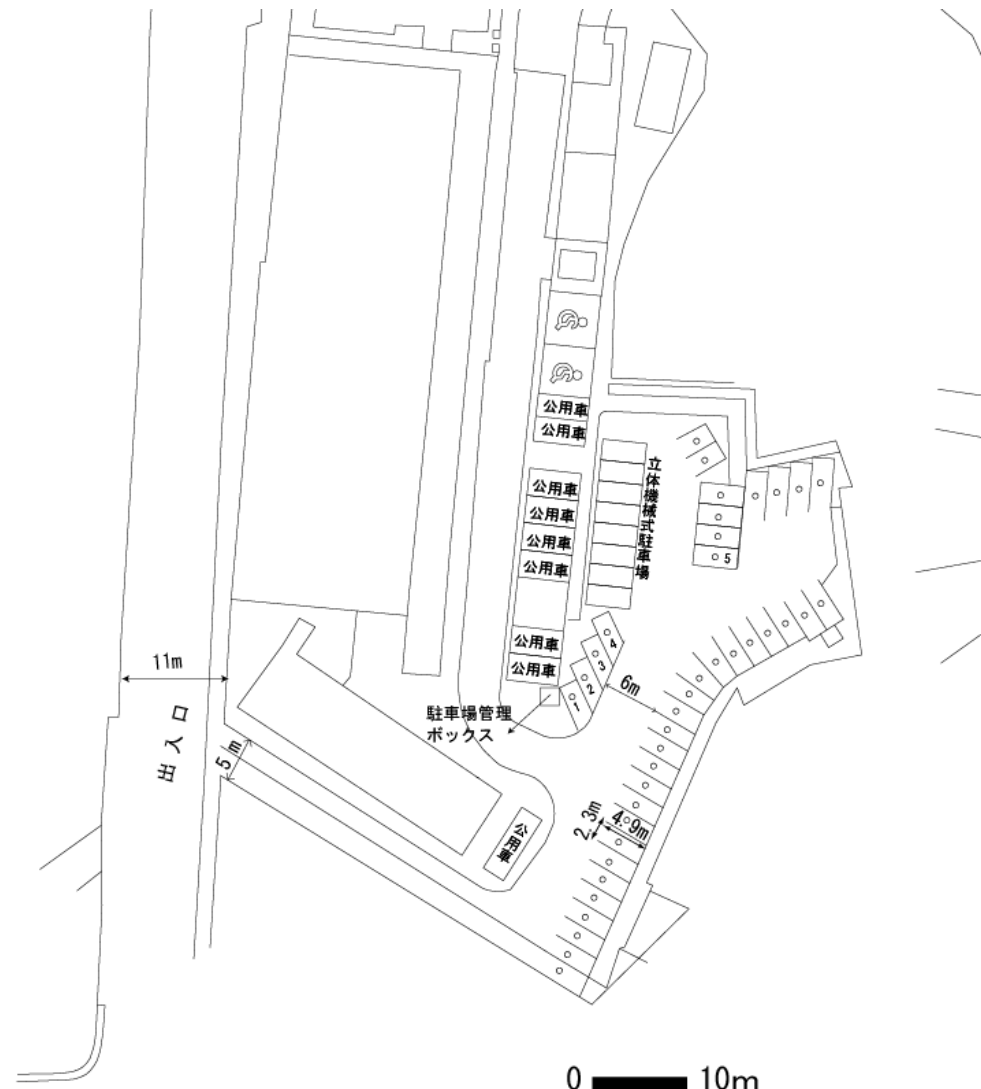 公用車
公用車
公用車
公用車
公用車
公用車
立体機械式駐車場
5
公用車
公用車
4
3
2
1
6m
11m
駐車場管理
ボックス
出入口
5m
公用車
2.3m
4.9m
0 10m